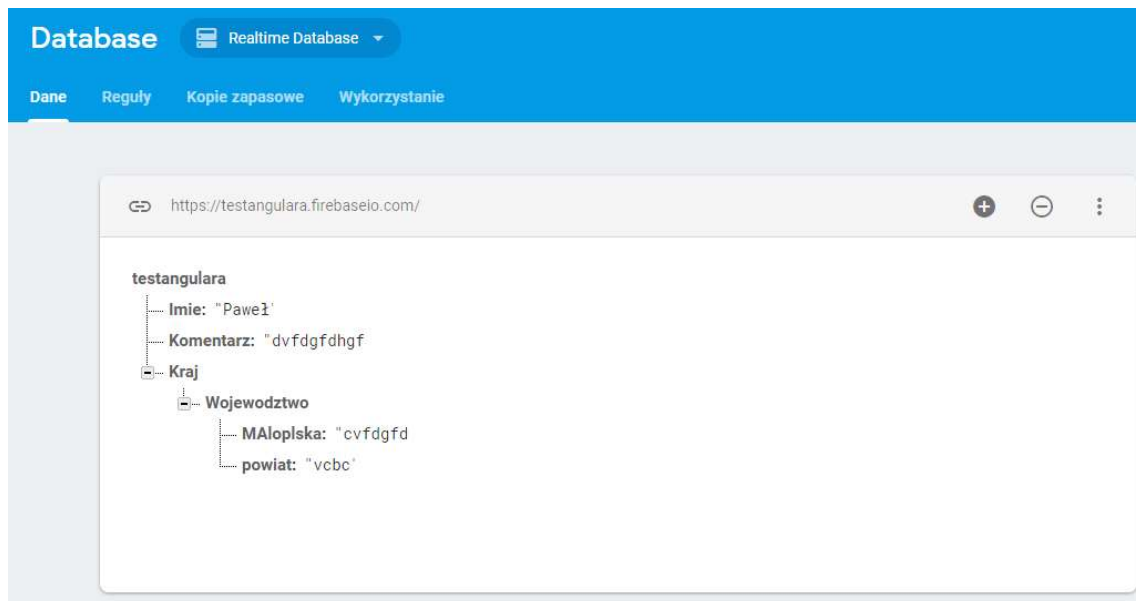 Database Realtime Database
Dane Reguły Kopie zapasowe Wykorzystanie
https://testangulara.firebaseio.com/
testangulara
Imie: "Paweł'
Komentarz: "dvfdgfdhgf
Kraj
Wojewodztwo
MAloplska: "cvfdgfd
powiat: "vcbc'